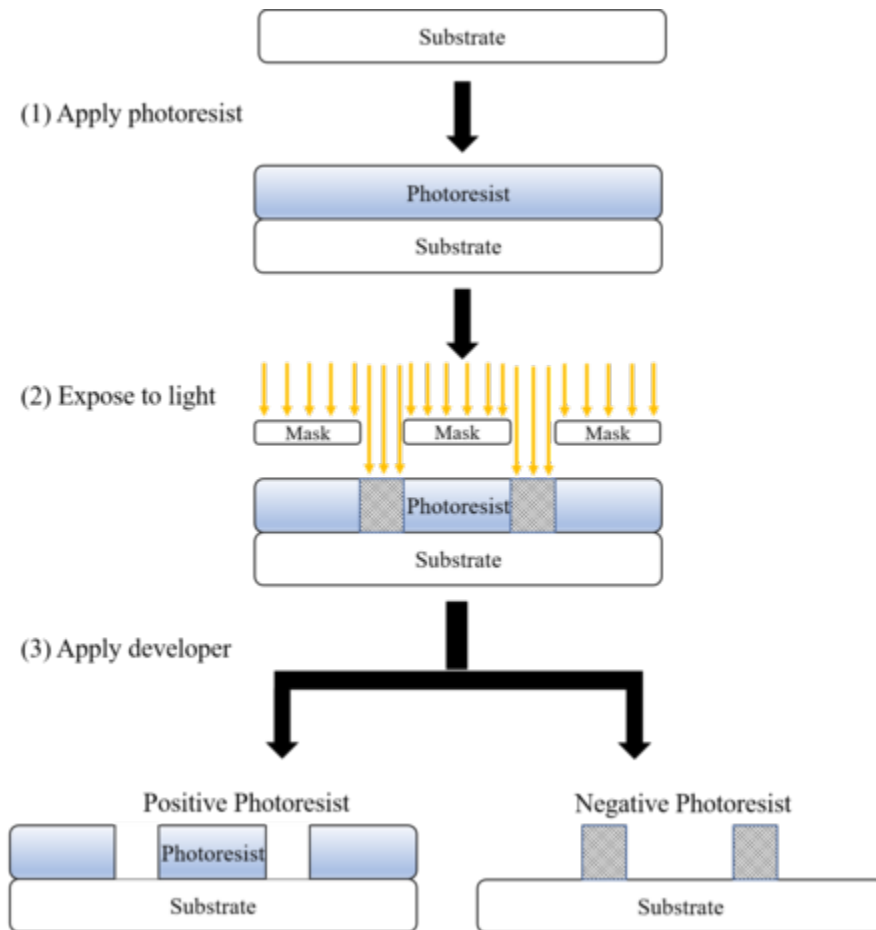 Substrate
(1) Apply photoresist
Photoresist
Substrate
(2) Expose to light
Mask Mask Mask
Photoresist
Substrate
(3) Apply developer
Positive Photoresist
Photoresist
Substrate
Negative Photoresist
Substrate